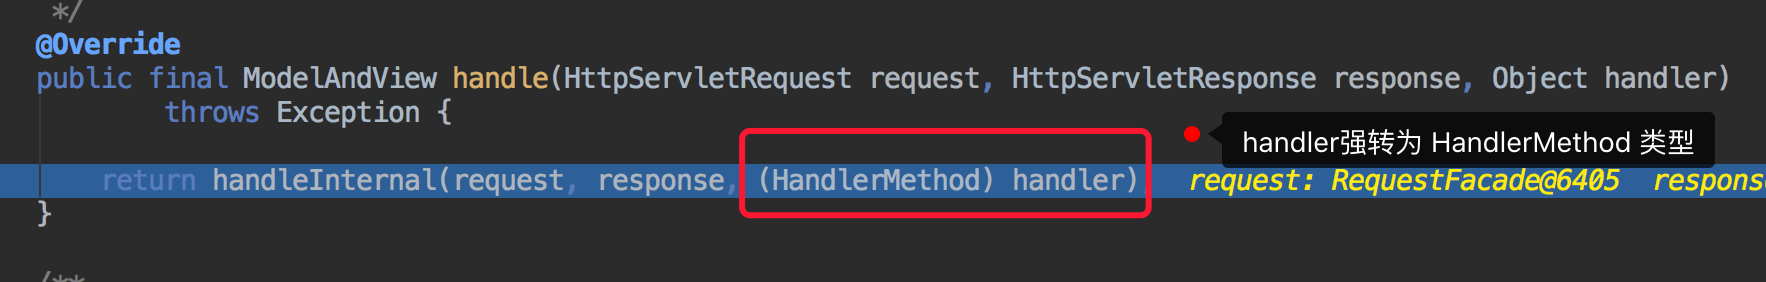 */
@Override
public final ModelAndView handle(HttpServletRequest request, HttpServletResponse response, Object handler)
throws Exception {
handler强转为 HandlerMethod 类型
return handleInternal(request, response, (HandlerMethod) handler) request: RequestFacade@6405 respons
}
/**